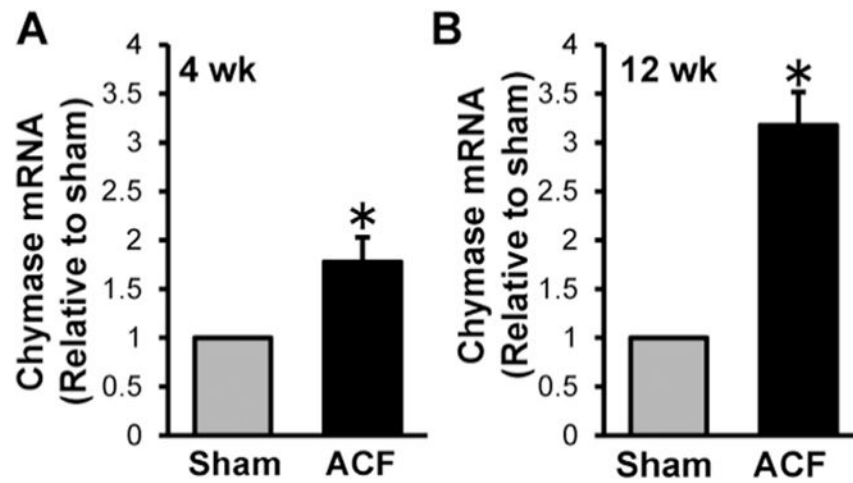 A
4 wk
Chymase mRNA
(Relative to sham)
4
3.5
3
2.5
2
1.5
1
0.5
0
*
Sham ACF
B
12 wk
Chymase mRNA
(Relative to sham)
4
3.5
3
2.5
2
1.5
1
0.5
0
*
Sham ACF